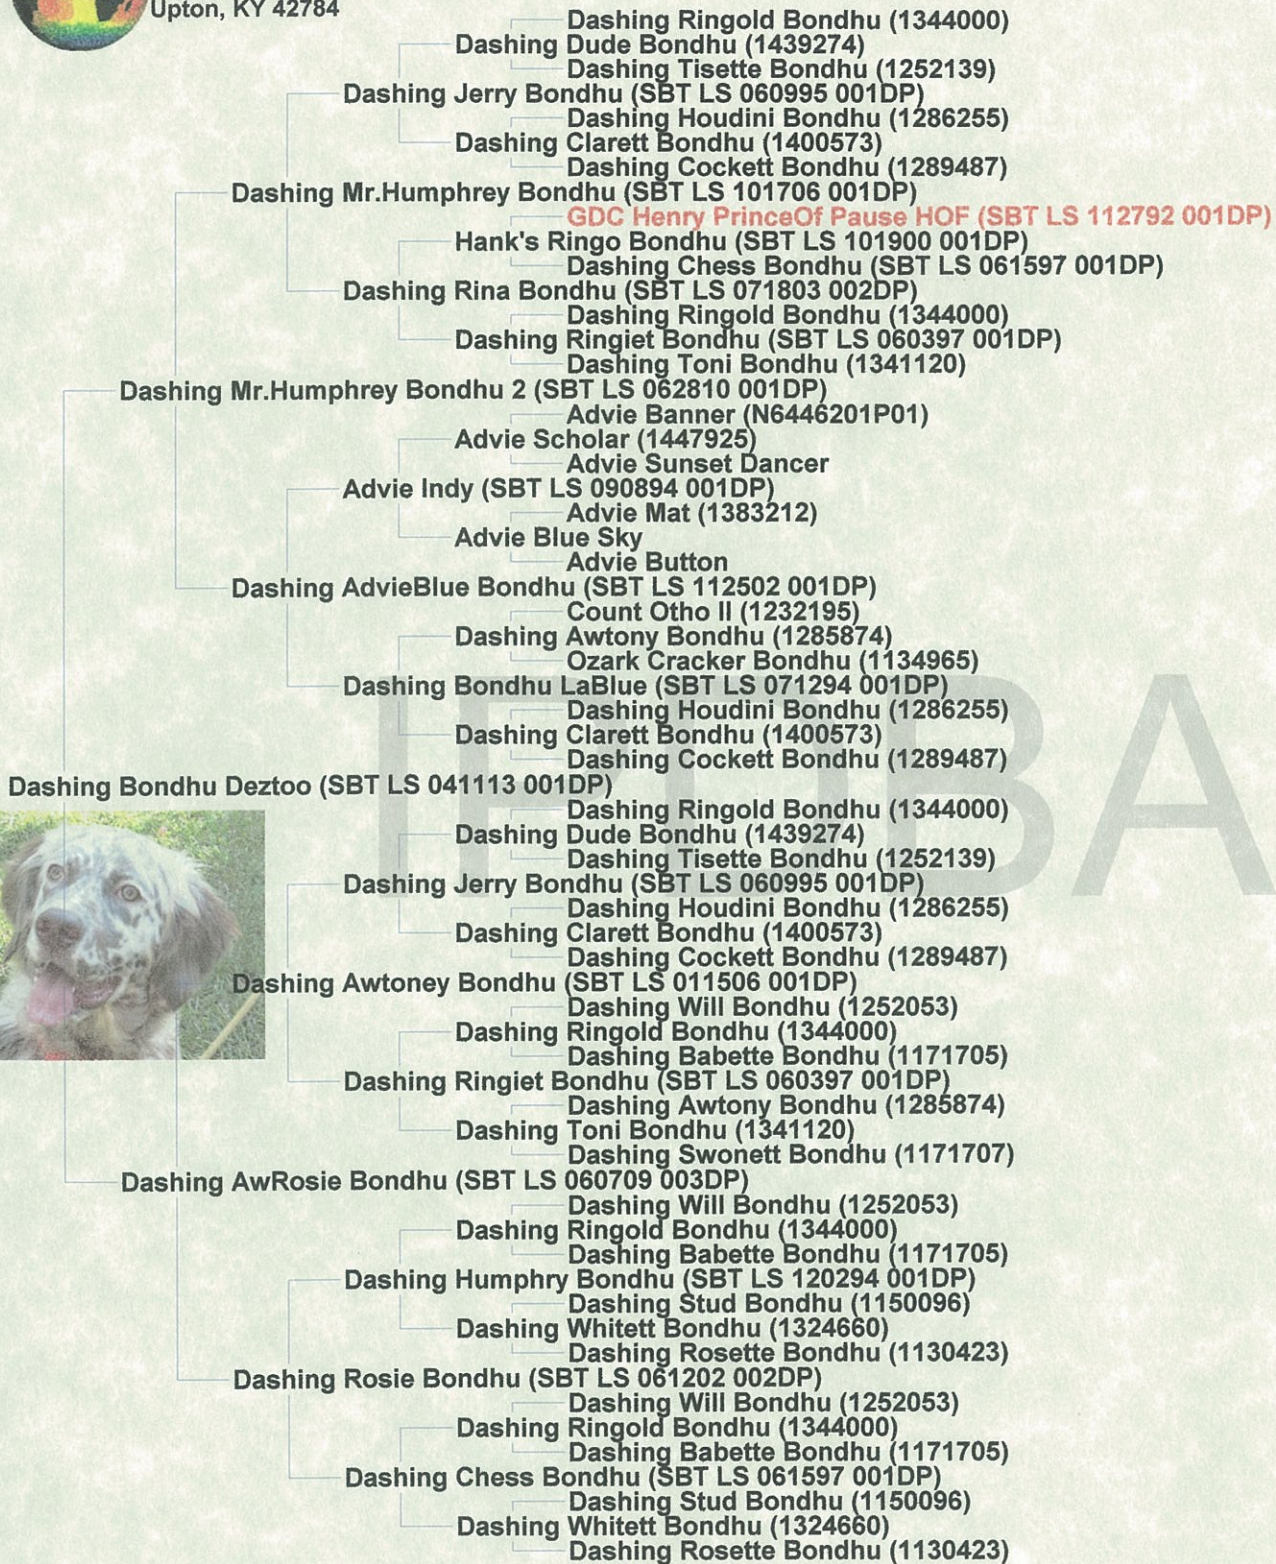 Upton, KY 42784
Dashing Ringold Bondhu (1344000)
Dashing Dude Bondhu (1439274)
Dashing Tisette Bondhu (1252139)
Dashing Jerry Bondhu (SBT LS 060995 001DP)
Dashing Houdini Bondhu (1286255)
Dashing Clarett Bondhu (1400573)
Dashing Cockett Bondhu (1289487)
Dashing Mr.Humphrey Bondhu (SBT LS 101706 001DP)
GDC Henry PrinceOf Pause HOF (SBT LS 112792 001DP)
Hank's Ringo Bondhu (SBT LS 101900 001DP)
Dashing Chess Bondhu (SBT LS 061597 001DP)
Dashing Rina Bondhu (SBT LS 071803 002DP)
Dashing Ringold Bondhu (1344000)
Dashing Ringiet Bondhu (SBT LS 060397 001DP)
Dashing Toni Bondhu (1341120)
Dashing Mr.Humphrey Bondhu 2 (SBT LS 062810 001DP)
Advie Banner (N6446201P01)
Advie Scholar (1447925)
Advie Sunset Dancer
Advie Indy (SBT LS 090894 001DP)
Advie Mat (1383212)
Advie Blue Sky
Advie Button
Dashing AdvieBlue Bondhu (SBT LS 112502 001DP)
Count Otho II (1232195)
Dashing Awtony Bondhu (1285874)
Ozark Cracker Bondhu (1134965)
Dashing Bondhu LaBlue (SBT LS 071294 001DP)
Dashing Houdini Bondhu (1286255)
Dashing Clarett Bondhu (1400573)
Dashing Cockett Bondhu (1289487)
Dashing Bondhu Deztoo (SBT LS 041113 001DP)
Dashing Ringold Bondhu (1344000)
Dashing Dude Bondhu (1439274)
Dashing Tisette Bondhu (1252139)
Dashing Jerry Bondhu (SBT LS 060995 001DP)
Dashing Houdini Bondhu (1286255)
Dashing Clarett Bondhu (1400573)
Dashing Cockett Bondhu (1289487)
Dashing Awtoney Bondhu (SBT LS 011506 001DP)
Dashing Will Bondhu (1252053)
Dashing Ringold Bondhu (1344000)
Dashing Babette Bondhu (1171705)
Dashing Ringiet Bondhu (SBT LS 060397 001DP)
Dashing Awtony Bondhu (1285874)
Dashing Toni Bondhu (1341120)
Dashing Swonett Bondhu (1171707)
Dashing AwRosie Bondhu (SBT LS 060709 003DP)
Dashing Will Bondhu (1252053)
Dashing Ringold Bondhu (1344000)
Dashing Babette Bondhu (1171705)
Dashing Humphry Bondhu (SBT LS 120294 001DP)
Dashing Stud Bondhu (1150096)
Dashing Whitett Bondhu (1324660)
Dashing Rosette Bondhu (1130423)
Dashing Rosie Bondhu (SBT LS 061202 002DP)
Dashing Will Bondhu (1252053)
Dashing Ringold Bondhu (1344000)
Dashing Babette Bondhu (1171705)
Dashing Chess Bondhu (SBT LS 061597 001DP)
Dashing Stud Bondhu (1150096)
Dashing Whitett Bondhu (1324660)
Dashing Rosette Bondhu (1130423)